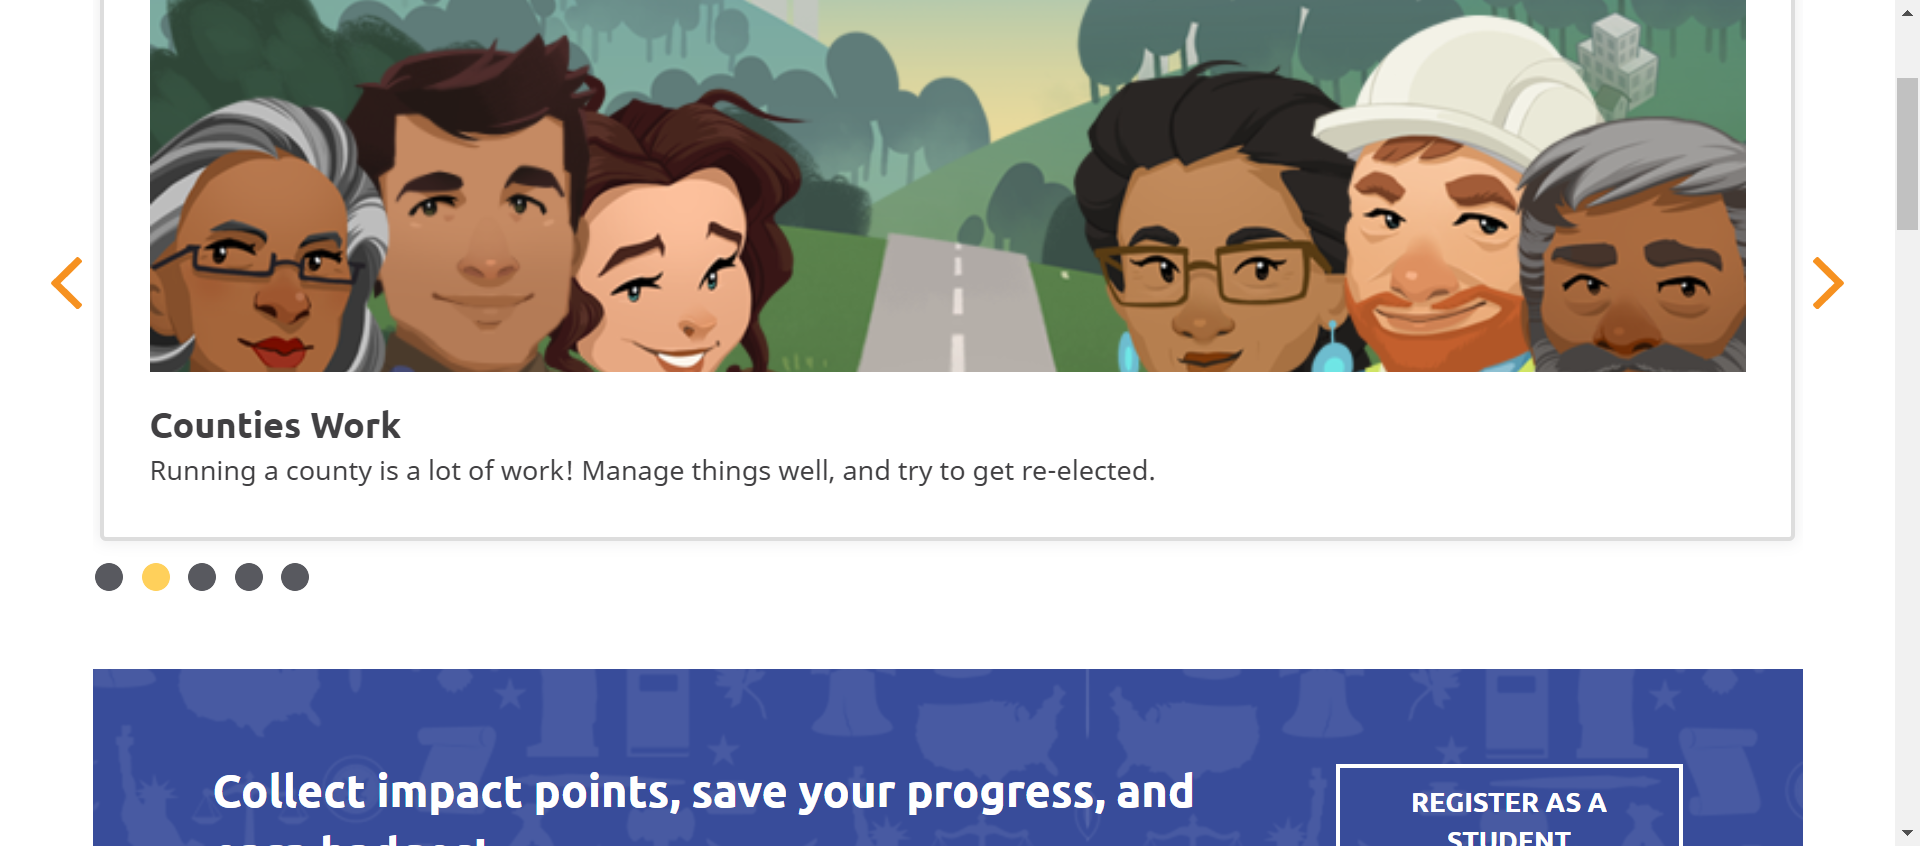 Counties Work
Running a county is a lot of work! Manage things well, and try to get re-elected.
Collect impact points, save your progress, and
REGISTER AS A
STUDENT